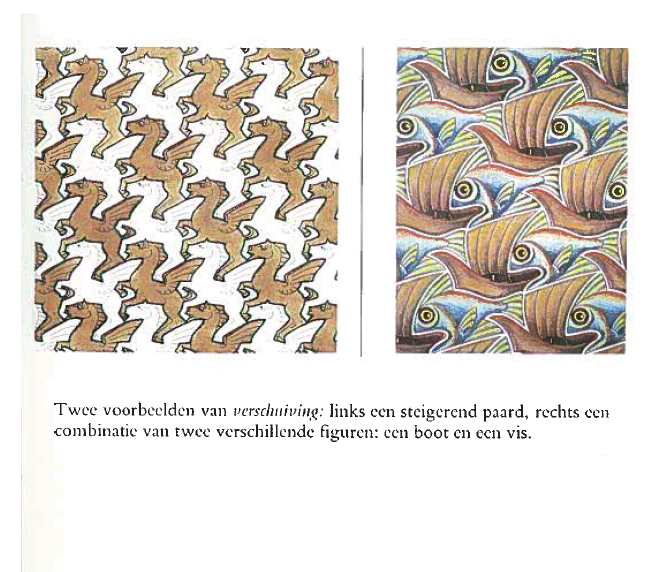 Twee voorbeelden van verschuiving: links een steigerend paard, rechts een
combinatie van twee verschillende figuren: een boot en een vis.